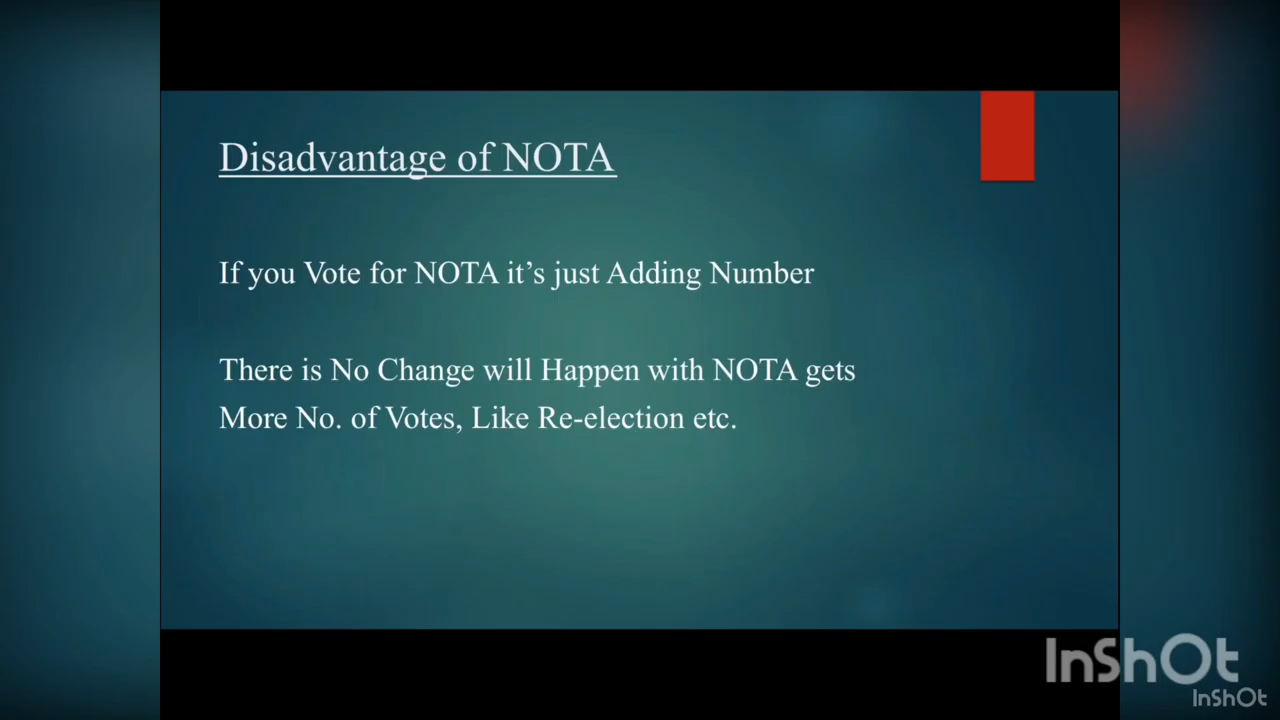 Disadvantage of NOTA
If you Vote for NOTA it’s just Adding Number
There is No Change will Happen with NOTA gets
More No. of Votes, Like Re-election etc.
InShOt
InShOt